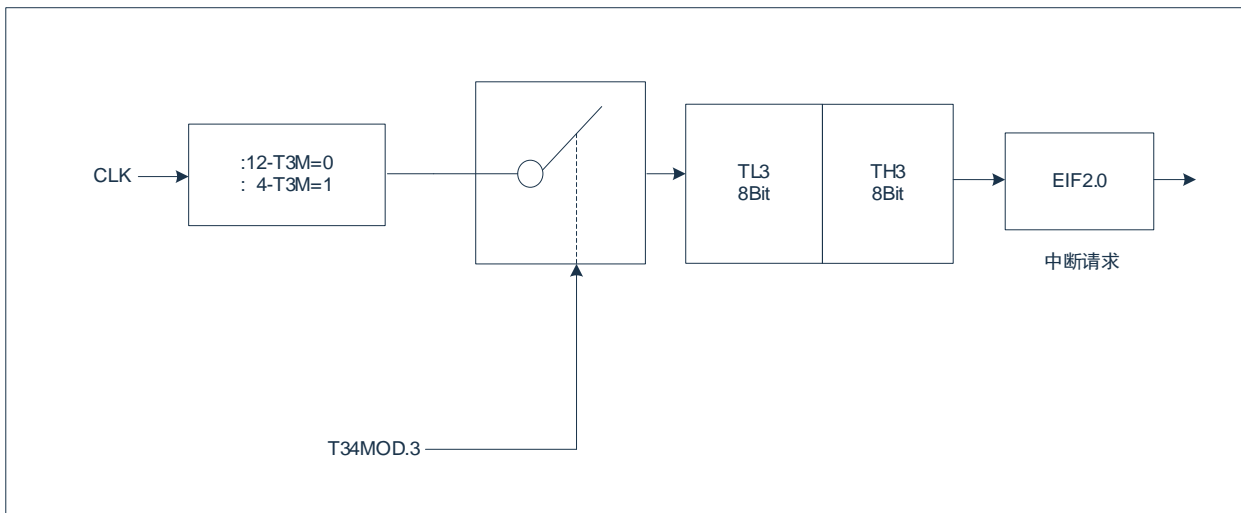 CLK
:12-T3M=0
: 4-T3M=1
TL3
8Bit
TH3
8Bit
EIF2.0
中断请求
T34MOD.3